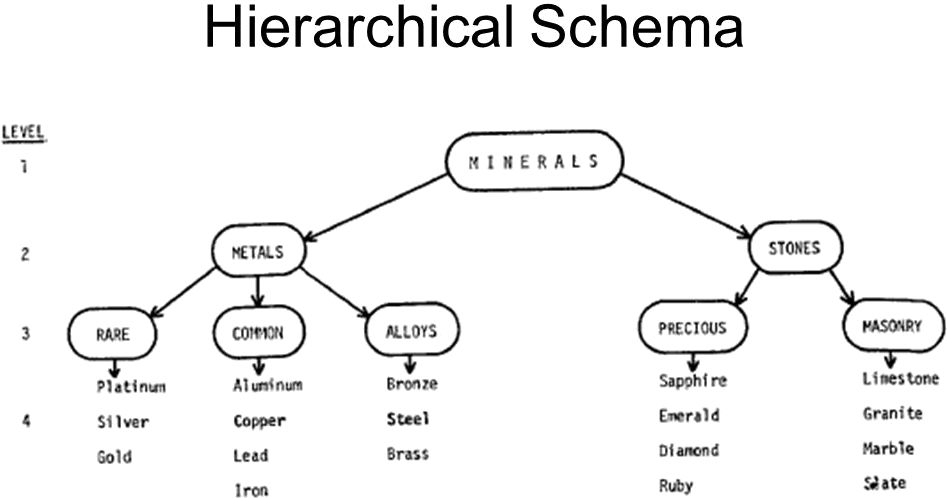 Hierarchical Schema
LEVEL
1
MINERALS
2
METALS
STONES
3
RARE
COMMON
ALLOYS
PRECIOUS
MASONRY
4
Platinum
Silver
Gold
Aluminum
Copper
Lead
Iron
Bronze
Steel
Brass
Sapphire
Emerald
Diamond
Ruby
Limestone
Granite
Marble
Slate